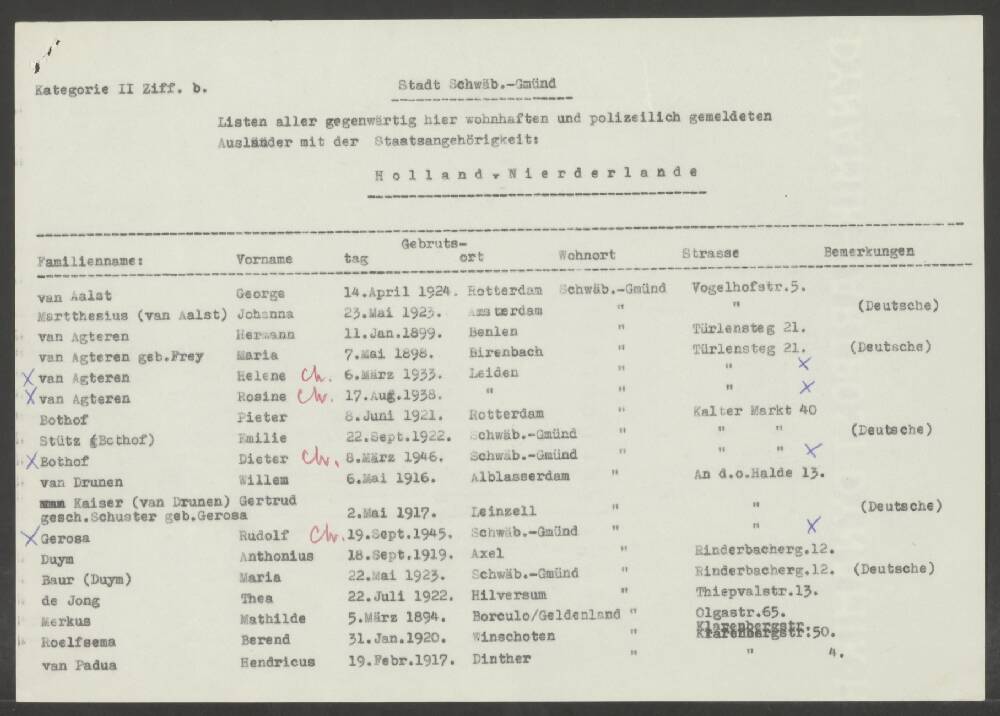 Kategorie II Ziff. b.
Stadt Schwäb.-Gmünd
Listen aller gegenwärtig hier wohnhaften und polizeilich gemeldeten
Ausländer mit der Staatsangehörigkeit:
Holland, Nierderlande
Gebruts-
Familienname: Vorname tag ort Wohnort Strasse Bemerkungen
van Aalst George 14.April 1924. Rotterdam Schwäb.-Gmünd Vogelhofstr.5.
Martthesius (van Aalst) Johanna 23.Mai 1923. Amsterdam " " (Deutsche)
van Agteren Hermann 11.Jan.1899. Benlen " Türlensteg 21.
van Agteren geb.Frey Maria 7.Mai 1898. Birenbach " Türlensteg 21. (Deutsche)
X van Agteren Helene Ch. 6.März 1933. Leiden " " X
X van Agteren Rosine Ch. 17.Aug.1938. " " " X
Bothof Pieter 8.Juni 1921. Rotterdam " Kalter Markt 40
Stütz (Bothof) Emilie 22.Sept.1922. Schwäb.-Gmünd " " " (Deutsche)
X Bothof Dieter Ch. 8.März 1946. Schwäb.-Gmünd " " " X
van Drunen Willem 6.Mai 1916. Alblasserdam " An d.o.Halde 13.
Kaiser (van Drunen) Gertrud
gesch.Schuster geb.Gerosa 2.Mai 1917. Leinzell " " (Deutsche)
X Gerosa Rudolf Ch. 19.Sept.1945. Schwäb.-Gmünd " " X
Duym Anthonius 18.Sept.1919. Axel " Rinderbacherg.12.
Baur (Duym) Maria 22.Mai 1923. Schwäb.-Gmünd " Rinderbacherg.12. (Deutsche)
de Jong Thea 22.Juli 1922. Hilversum " Thiepvalstr.13.
Merkus Mathilde 5.März 1894. Borculo/Geldenland " Olgastr.65.
Klarenbergstr.
Roelfsema Berend 31.Jan.1920. Winschoten " Klarenbergstr.50.
van Padua Hendricus 19.Febr.1917. Dinther " " 4.